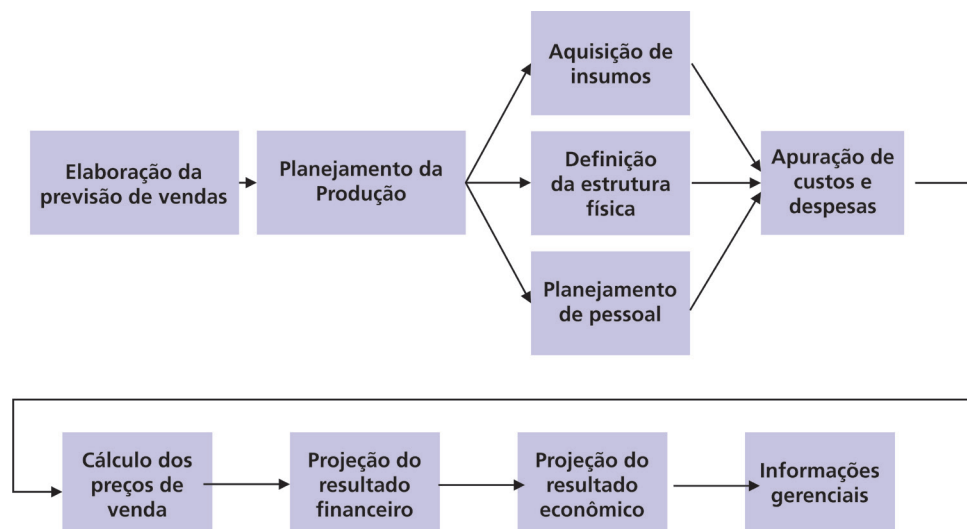 Elaboração da
previsão de vendas
Planejamento da
Produção
Aquisição de
insumos
Definição
da estrutura
física
Planejamento
de pessoal
Apuração de
custos e
despesas
Cálculo dos
preços de
venda
Projeção do
resultado
financeiro
Projeção do
resultado
econômico
Informações
gerenciais